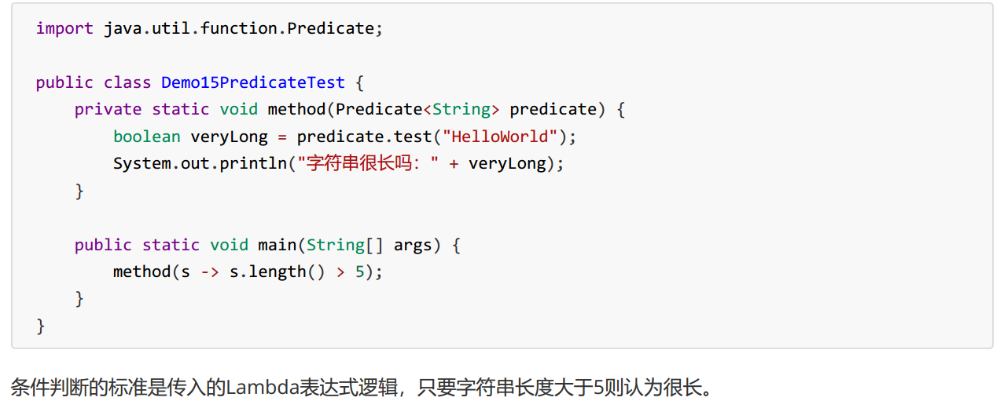 import java.util.function.Predicate;
public class Demo15PredicateTest {
private static void method(Predicate<String> predicate) {
boolean veryLong = predicate.test("HelloWorld");
System.out.println("字符串很长吗：" + veryLong);
}
public static void main(String[] args) {
method(s -> s.length() > 5);
}
}
条件判断的标准是传入的Lambda表达式逻辑，只要字符串长度大于5则认为很长。